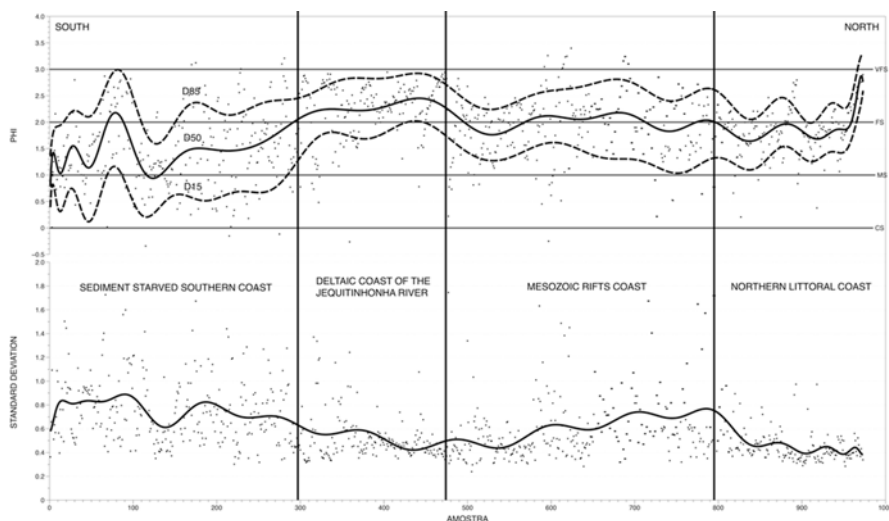 SOUTH
NORTH
4.0
3.5
3.0
2.5
2.0
1.5
1.0
0.5
0
-0.5
PHI
D85
D50
D15
VFS
FS
MS
CS
2.0
1.8
1.6
1.4
1.2
1.0
0.8
0.6
0.4
0.2
0
STANDARD DEVIATION
SEDIMENT STARVED SOUTHERN COAST
DELTAIC COAST OF THE
JEQUITINHONHA RIVER
MESOZOIC RIFTS COAST
NORTHERN LITTORAL COAST
0 100 200 300 400 500 600 700 800 900
AMOSTRA